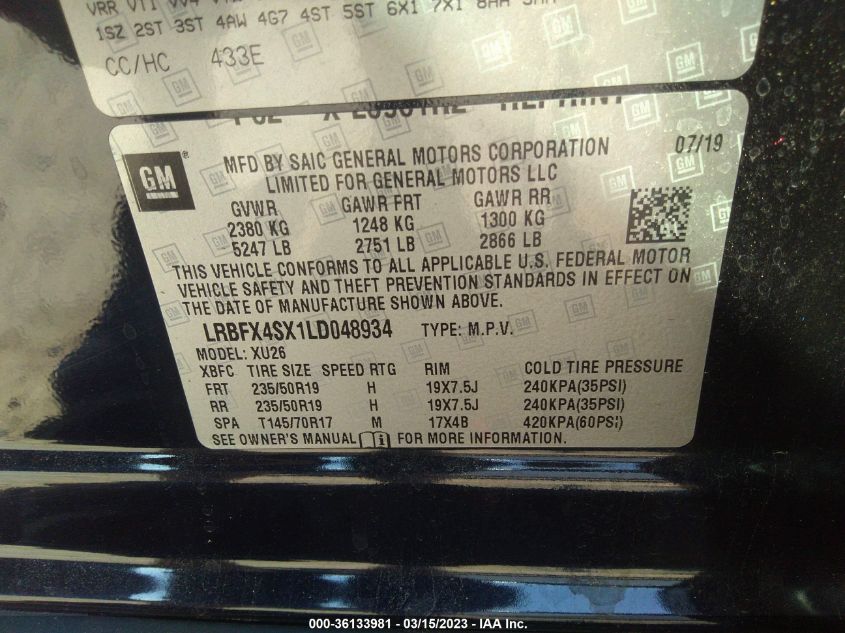 1SZ 2ST 3ST 4AW 4G7 4ST 5ST 6X1 7X1 8AA
CC/HC 433E
REPRINT
GM
MFD BY SAIC GENERAL MOTORS CORPORATION 07/19
LIMITED FOR GENERAL MOTORS LLC
GVWR GAWR FRT GAWR RR
2380 KG 1248 KG 1300 KG
5247 LB 2751 LB 2866 LB
THIS VEHICLE CONFORMS TO ALL APPLICABLE U.S. FEDERAL MOTOR
VEHICLE SAFETY AND THEFT PREVENTION STANDARDS IN EFFECT ON
THE DATE OF MANUFACTURE SHOWN ABOVE.
LRBFX4SX1LD048934 TYPE: M.P.V.
MODEL: XU26
XBFC TIRE SIZE SPEED RTG RIM COLD TIRE PRESSURE
FRT 235/50R19 H 19X7.5J 240KPA(35PSI)
RR 235/50R19 H 19X7.5J 240KPA(35PSI)
SPA T145/70R17 M 17X4B 420KPA(60PSI)
SEE OWNER'S MANUAL FOR MORE INFORMATION.
000-36133981 - 03/15/2023 - IAA Inc.